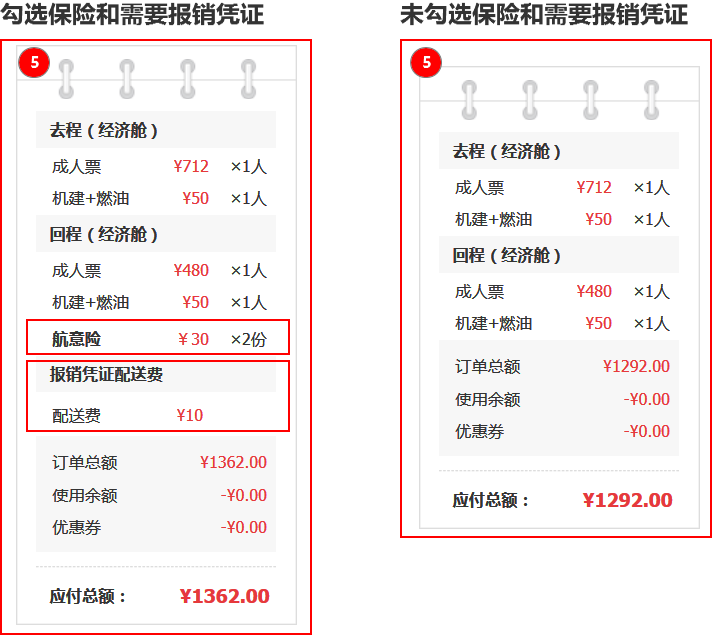 勾选保险和需要报销凭证
5
去程(经济舱)
成人票 ¥712 ×1人
机建+燃油 ¥50 ×1人
回程(经济舱)
成人票 ¥480 ×1人
机建+燃油 ¥50 ×1人
航意险 ¥30 ×2份
报销凭证配送费
配送费 ¥10
订单总额 ¥1362.00
使用余额 -¥0.00
优惠券 -¥0.00
应付总额: ¥1362.00
未勾选保险和需要报销凭证
5
去程(经济舱)
成人票 ¥712 ×1人
机建+燃油 ¥50 ×1人
回程(经济舱)
成人票 ¥480 ×1人
机建+燃油 ¥50 ×1人
订单总额 ¥1292.00
使用余额 -¥0.00
优惠券 -¥0.00
应付总额: ¥1292.00